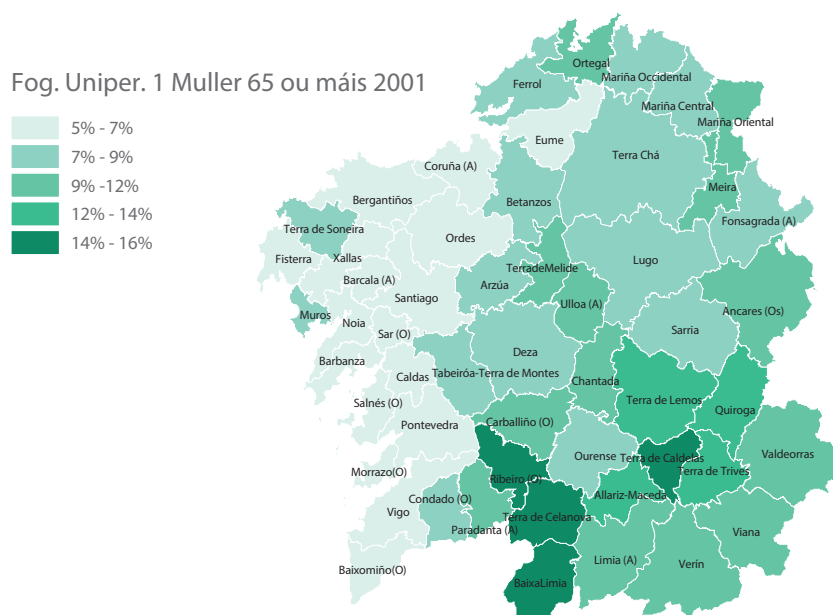 Fog. Uniper. 1 Muller 65 ou máis 2001
5% - 7%
7% - 9%
9% -12%
12% - 14%
14% - 16%
Ortegal
Mariña Occidental
Ferrol
Mariña Central
Mariña Oriental
Eume
Terra Chá
Coruña (A)
Meira
Bergantiños
Betanzos
Fonsagrada (A)
Terra de Soneira
Ordes
Xallas
Fisterra
Lugo
TerradeMelide
Barcala (A)
Arzúa
Santiago
Ulloa (A)
Ancares (Os)
Muros
Noia
Sar (O)
Sarria
Deza
Barbanza
Tabeiróa-Terra de Montes
Caldas
Chantada
Terra de Lemos
Salnés (O)
Quiroga
Carballiño (O)
Pontevedra
Ourense
Terra de Caldelas
Valdeorras
Morrazo(O)
Ribeiro (O)
Terra de Trives
Condado (O)
Allariz-Maceda
Vigo
Terra de Celanova
Paradanta (A)
Viana
Limia (A)
Verín
Baixomiño(O)
BaixaLimia